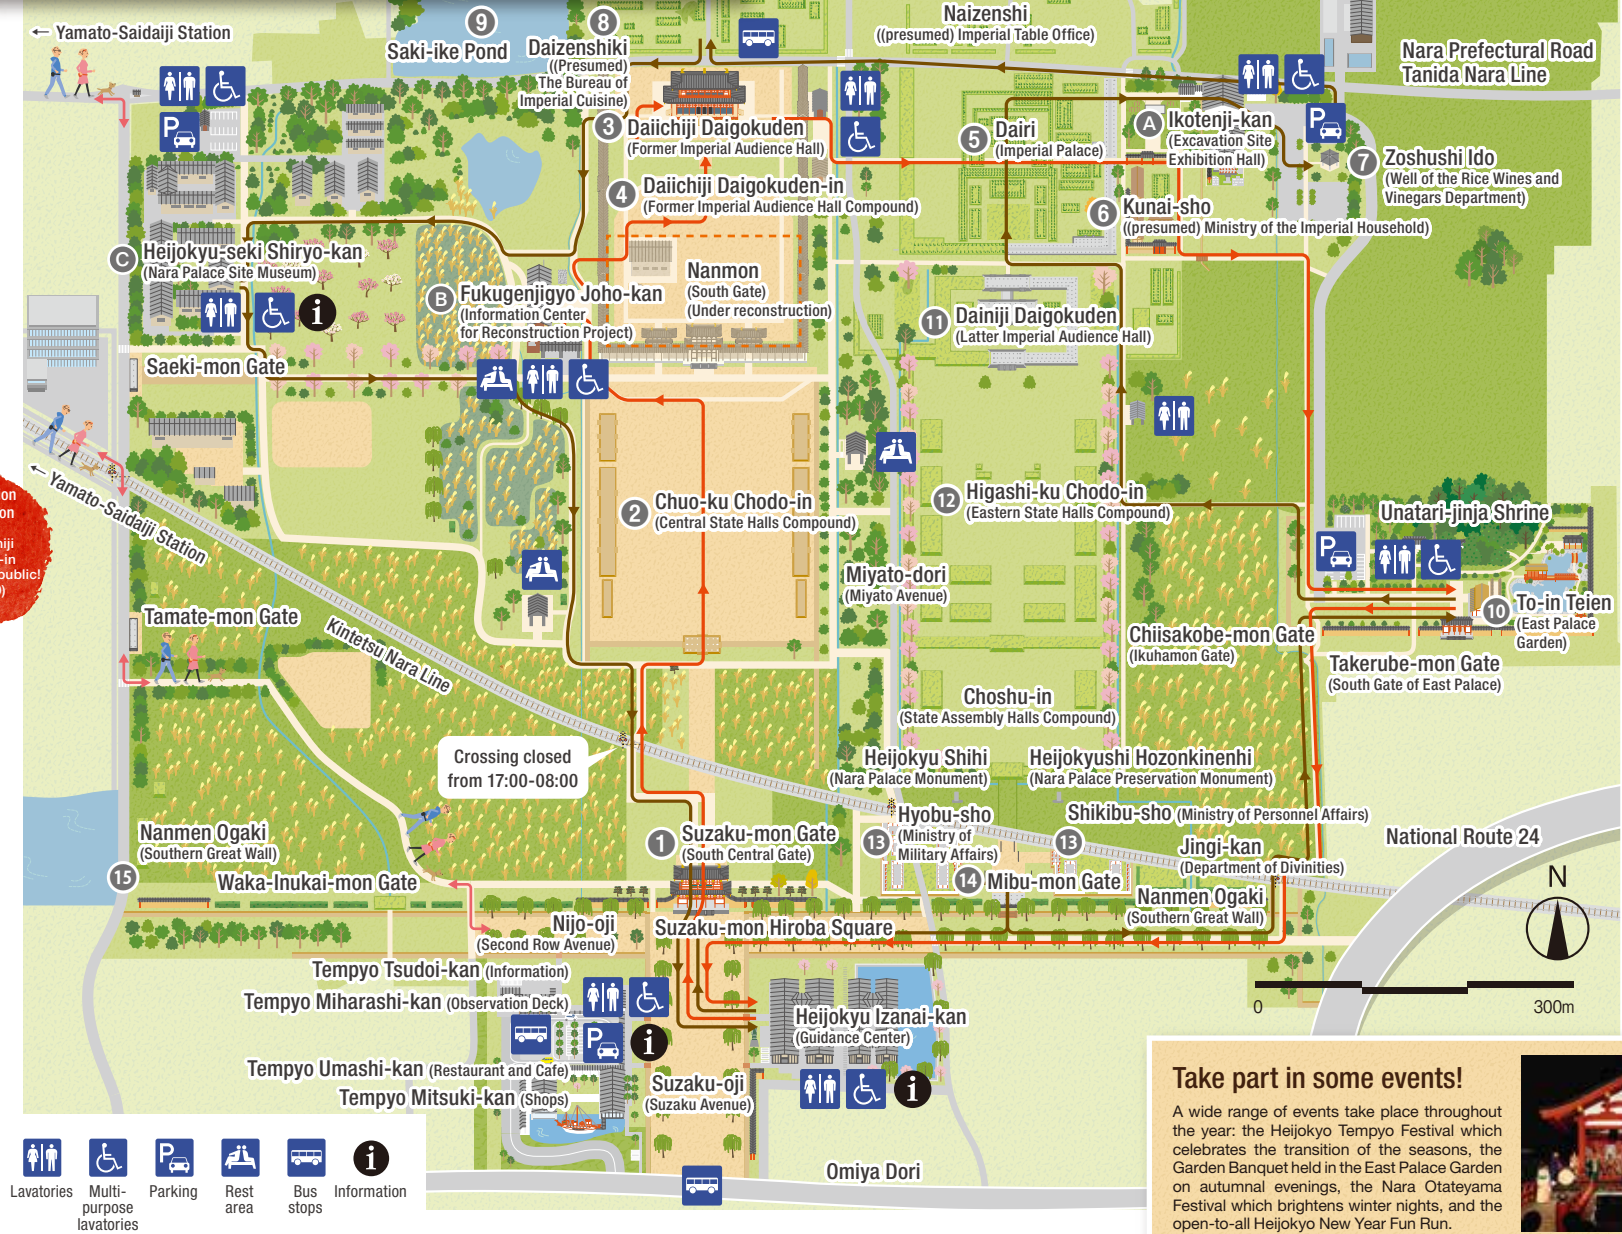 ← Yamato-Saidaiji Station
9
Saki-ike Pond
8
Daizenshiki
((Presumed)
The Bureau of
Imperial Cuisine)
Naizenshi
((presumed) Imperial Table Office)
Nara Prefectural Road
Tanida Nara Line
P
3
Daiichiji Daigokuden
(Former Imperial Audience Hall)
5
Dairi
(Imperial Palace)
A
Ikotenji-kan
(Excavation Site
Exhibition Hall)
P
7
Zoshushi Ido
(Well of the Rice Wines and
Vinegars Department)
4
Daiichiji Daigokuden-in
(Former Imperial Audience Hall Compound)
6
Kunai-sho
((presumed) Ministry of the Imperial Household)
C
Heijokyu-seki Shiryo-kan
(Nara Palace Site Museum)
i
B
Fukugenjigyo Joho-kan
(Information Center
for Reconstruction Project)
Nanmon
(South Gate)
(Under reconstruction)
11
Dainiji Daigokuden
(Latter Imperial Audience Hall)
Saeki-mon Gate
← Yamato-Saidaiji Station
2
Chuo-ku Chodo-in
(Central State Halls Compound)
12
Higashi-ku Chodo-in
(Eastern State Halls Compound)
Unatari-jinja Shrine
P
on
on
niji
-in
public!
Miyato-dori
(Miyato Avenue)
10
To-in Teien
(East Palace
Garden)
Tamate-mon Gate
Kintetsu Nara Line
Chiisakobe-mon Gate
(Ikuhamon Gate)
Takerube-mon Gate
(South Gate of East Palace)
Choshu-in
(State Assembly Halls Compound)
Crossing closed
from 17:00-08:00
Heijokyu Shihi
(Nara Palace Monument)
Heijokyushi Hozonkinenhi
(Nara Palace Preservation Monument)
Nanmen Ogaki
(Southern Great Wall)
1
Suzaku-mon Gate
(South Central Gate)
13
Hyobu-sho
(Ministry of
Military Affairs)
13
Shikibu-sho (Ministry of Personnel Affairs)
Jingi-kan
(Department of Divinities)
National Route 24
15
Waka-Inukai-mon Gate
14
Mibu-mon Gate
Nanmen Ogaki
(Southern Great Wall)
N
Nijo-oji
(Second Row Avenue)
Suzaku-mon Hiroba Square
Tempyo Tsudoi-kan (Information)
Tempyo Miharashi-kan (Observation Deck)
P
i
Heijokyu Izanai-kan
(Guidance Center)
i
0
300m
Tempyo Umashi-kan (Restaurant and Cafe)
Tempyo Mitsuki-kan (Shops)
Suzaku-oji
(Suzaku Avenue)
Omiya Dori
Lavatories
Multi-
purpose
lavatories
P
Parking
Rest
area
Bus
stops
i
Information
Take part in some events!
A wide range of events take place throughout
the year: the Heijokyo Tempyo Festival which
celebrates the transition of the seasons, the
Garden Banquet held in the East Palace Garden
on autumnal evenings, the Nara Otateyama
Festival which brightens winter nights, and the
open-to-all Heijokyo New Year Fun Run.